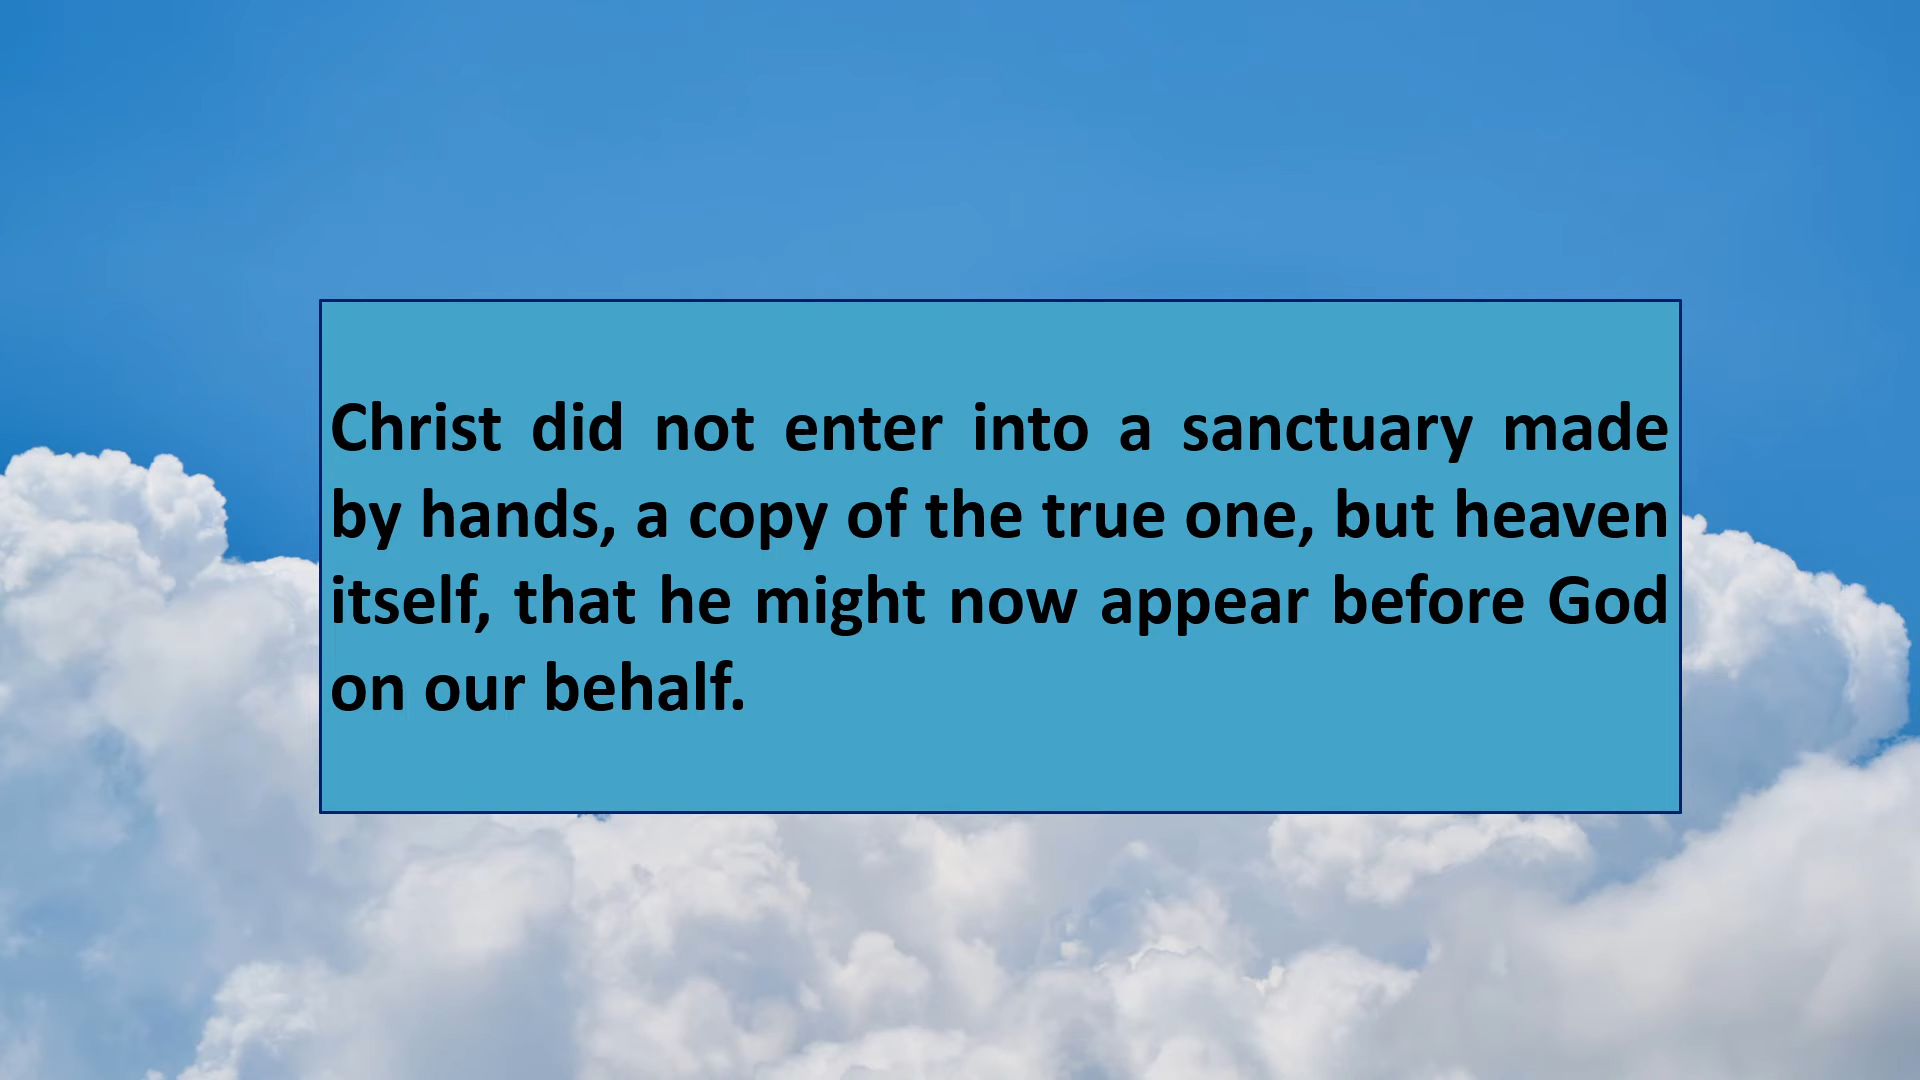 Christ did not enter into a sanctuary made
by hands, a copy of the true one, but heaven
itself, that he might now appear before God
on our behalf.